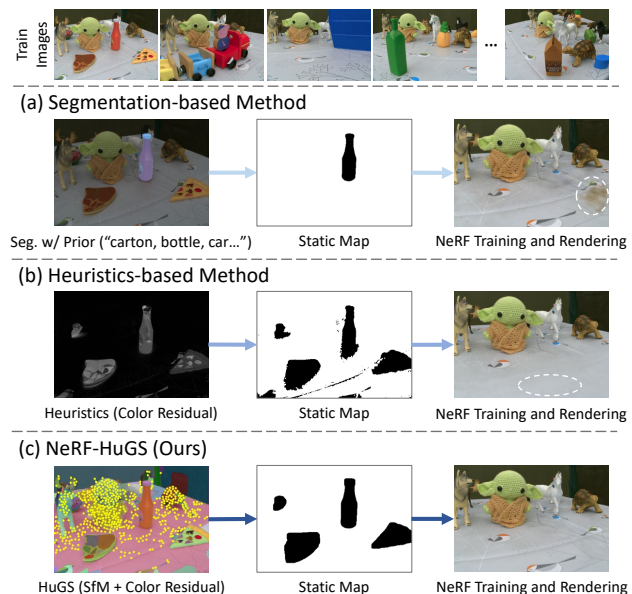 Train
Images
...
(a) Segmentation-based Method
Seg. w/ Prior ("carton, bottle, car...")
Static Map
NeRF Training and Rendering
(b) Heuristics-based Method
Heuristics (Color Residual)
Static Map
NeRF Training and Rendering
(c) NeRF-HuGS (Ours)
HuGS (SfM + Color Residual)
Static Map
NeRF Training and Rendering